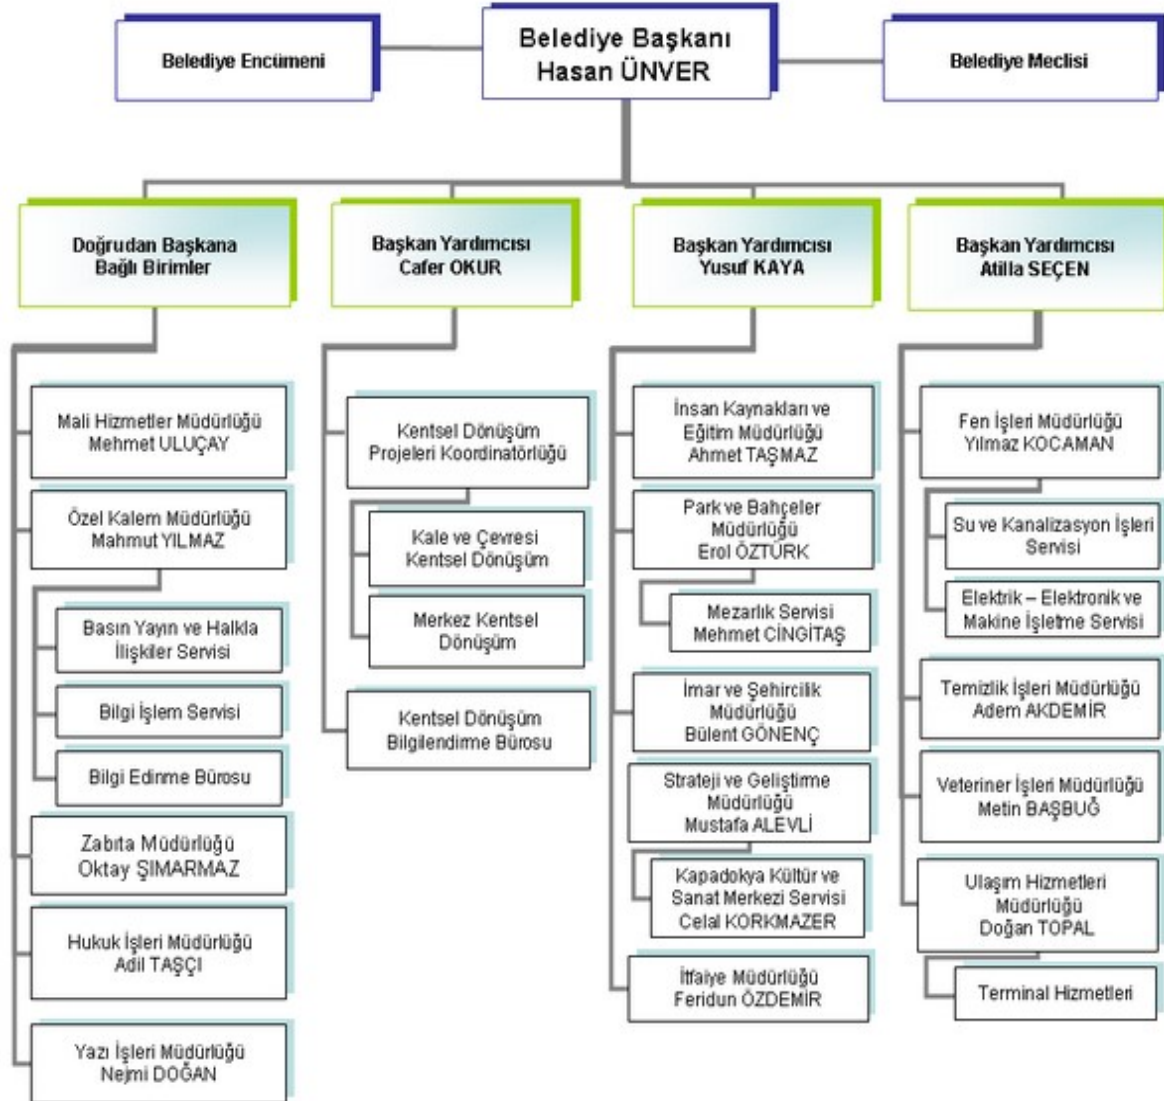 Belediye Encümeni
Belediye Başkanı
Hasan ÜNVER
Belediye Meclisi
Doğrudan Başkana
Bağlı Birimler
Başkan Yardımcısı
Cafer OKUR
Başkan Yardımcısı
Yusuf KAYA
Başkan Yardımcısı
Atilla SEÇEN
Mali Hizmetler Müdürlüğü
Mehmet ULUÇAY
Özel Kalem Müdürlüğü
Mahmut YILMAZ
Basın Yayın ve Halkla
İlişkiler Servisi
Bilgi İşlem Servisi
Bilgi Edinme Bürosu
Zabıta Müdürlüğü
Oktay ŞIMARMAZ
Hukuk İşleri Müdürlüğü
Adil TAŞÇI
Yazı İşleri Müdürlüğü
Nejmi DOĞAN
Kentsel Dönüşüm
Projeleri Koordinatörlüğü
Kale ve Çevresi
Kentsel Dönüşüm
Merkez Kentsel
Dönüşüm
Kentsel Dönüşüm
Bilgilendirme Bürosu
İnsan Kaynakları ve
Eğitim Müdürlüğü
Ahmet TAŞMAZ
Park ve Bahçeler
Müdürlüğü
Erol ÖZTÜRK
Mezarlık Servisi
Mehmet CİNGİTAŞ
İmar ve Şehircilik
Müdürlüğü
Bülent GÖNENÇ
Strateji ve Geliştirme
Müdürlüğü
Mustafa ALEVLİ
Kapadokya Kültür ve
Sanat Merkezi Servisi
Celal KORKMAZER
İtfaiye Müdürlüğü
Feridun ÖZDEMİR
Fen İşleri Müdürlüğü
Yılmaz KOCAMAN
Su ve Kanalizasyon İşleri
Servisi
Elektrik – Elektronik ve
Makine İşletme Servisi
Temizlik İşleri Müdürlüğü
Adem AKDEMİR
Veteriner İşleri Müdürlüğü
Metin BAŞBUĞ
Ulaşım Hizmetleri
Müdürlüğü
Doğan TOPAL
Terminal Hizmetleri